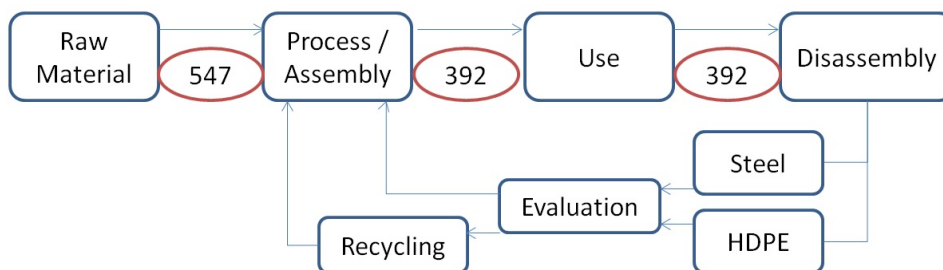 Raw
Material
547
Process /
Assembly
392
Use
392
Disassembly
Steel
Evaluation
HDPE
Recycling